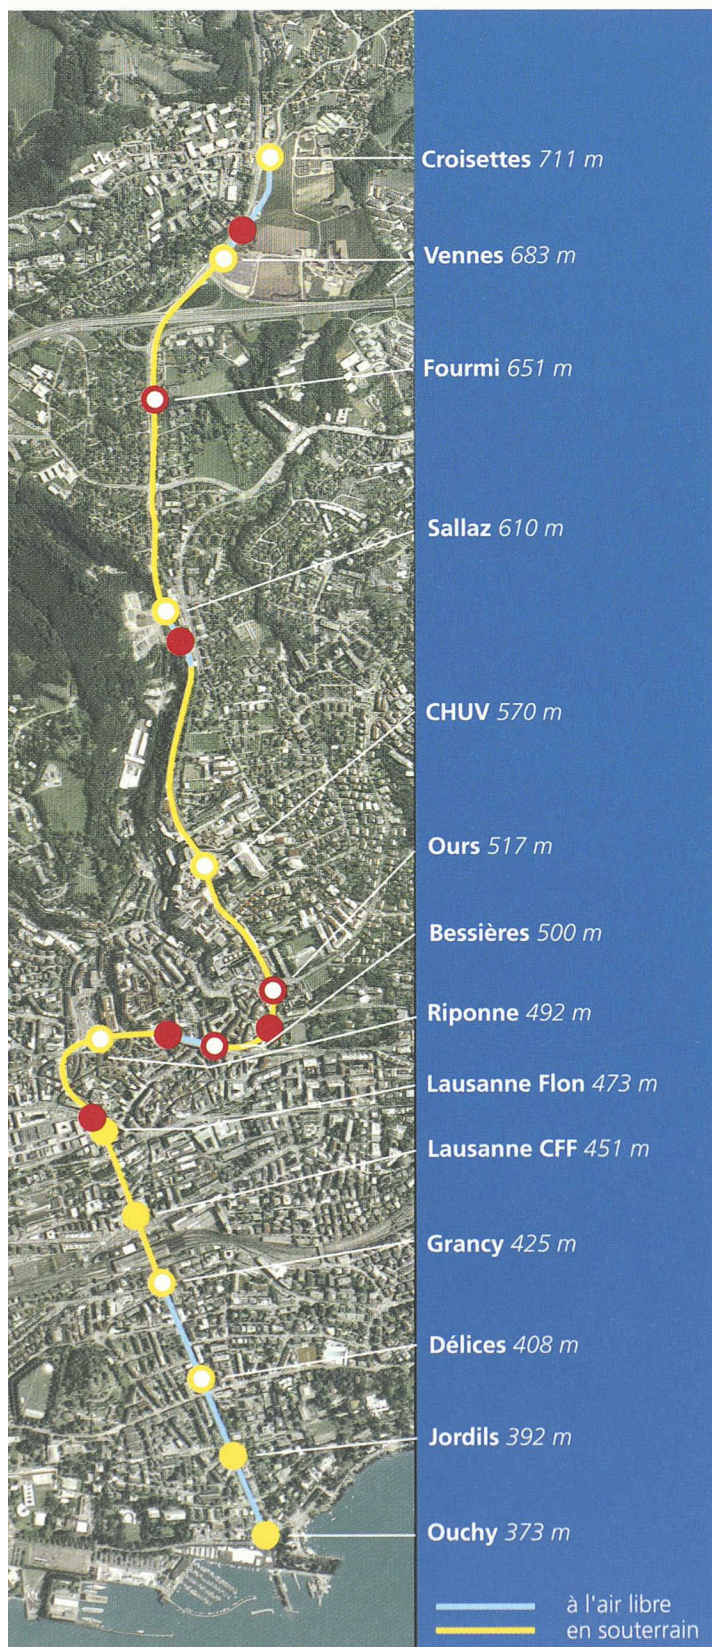 Croisettes 711 m
Vennes 683 m
Fourmi 651 m
Sallaz 610 m
CHUV 570 m
Ours 517 m
Bessières 500 m
Riponne 492 m
Lausanne Flon 473 m
Lausanne CFF 451 m
Grancy 425 m
Délices 408 m
Jordils 392 m
Ouchy 373 m
à l'air libre
en souterrain